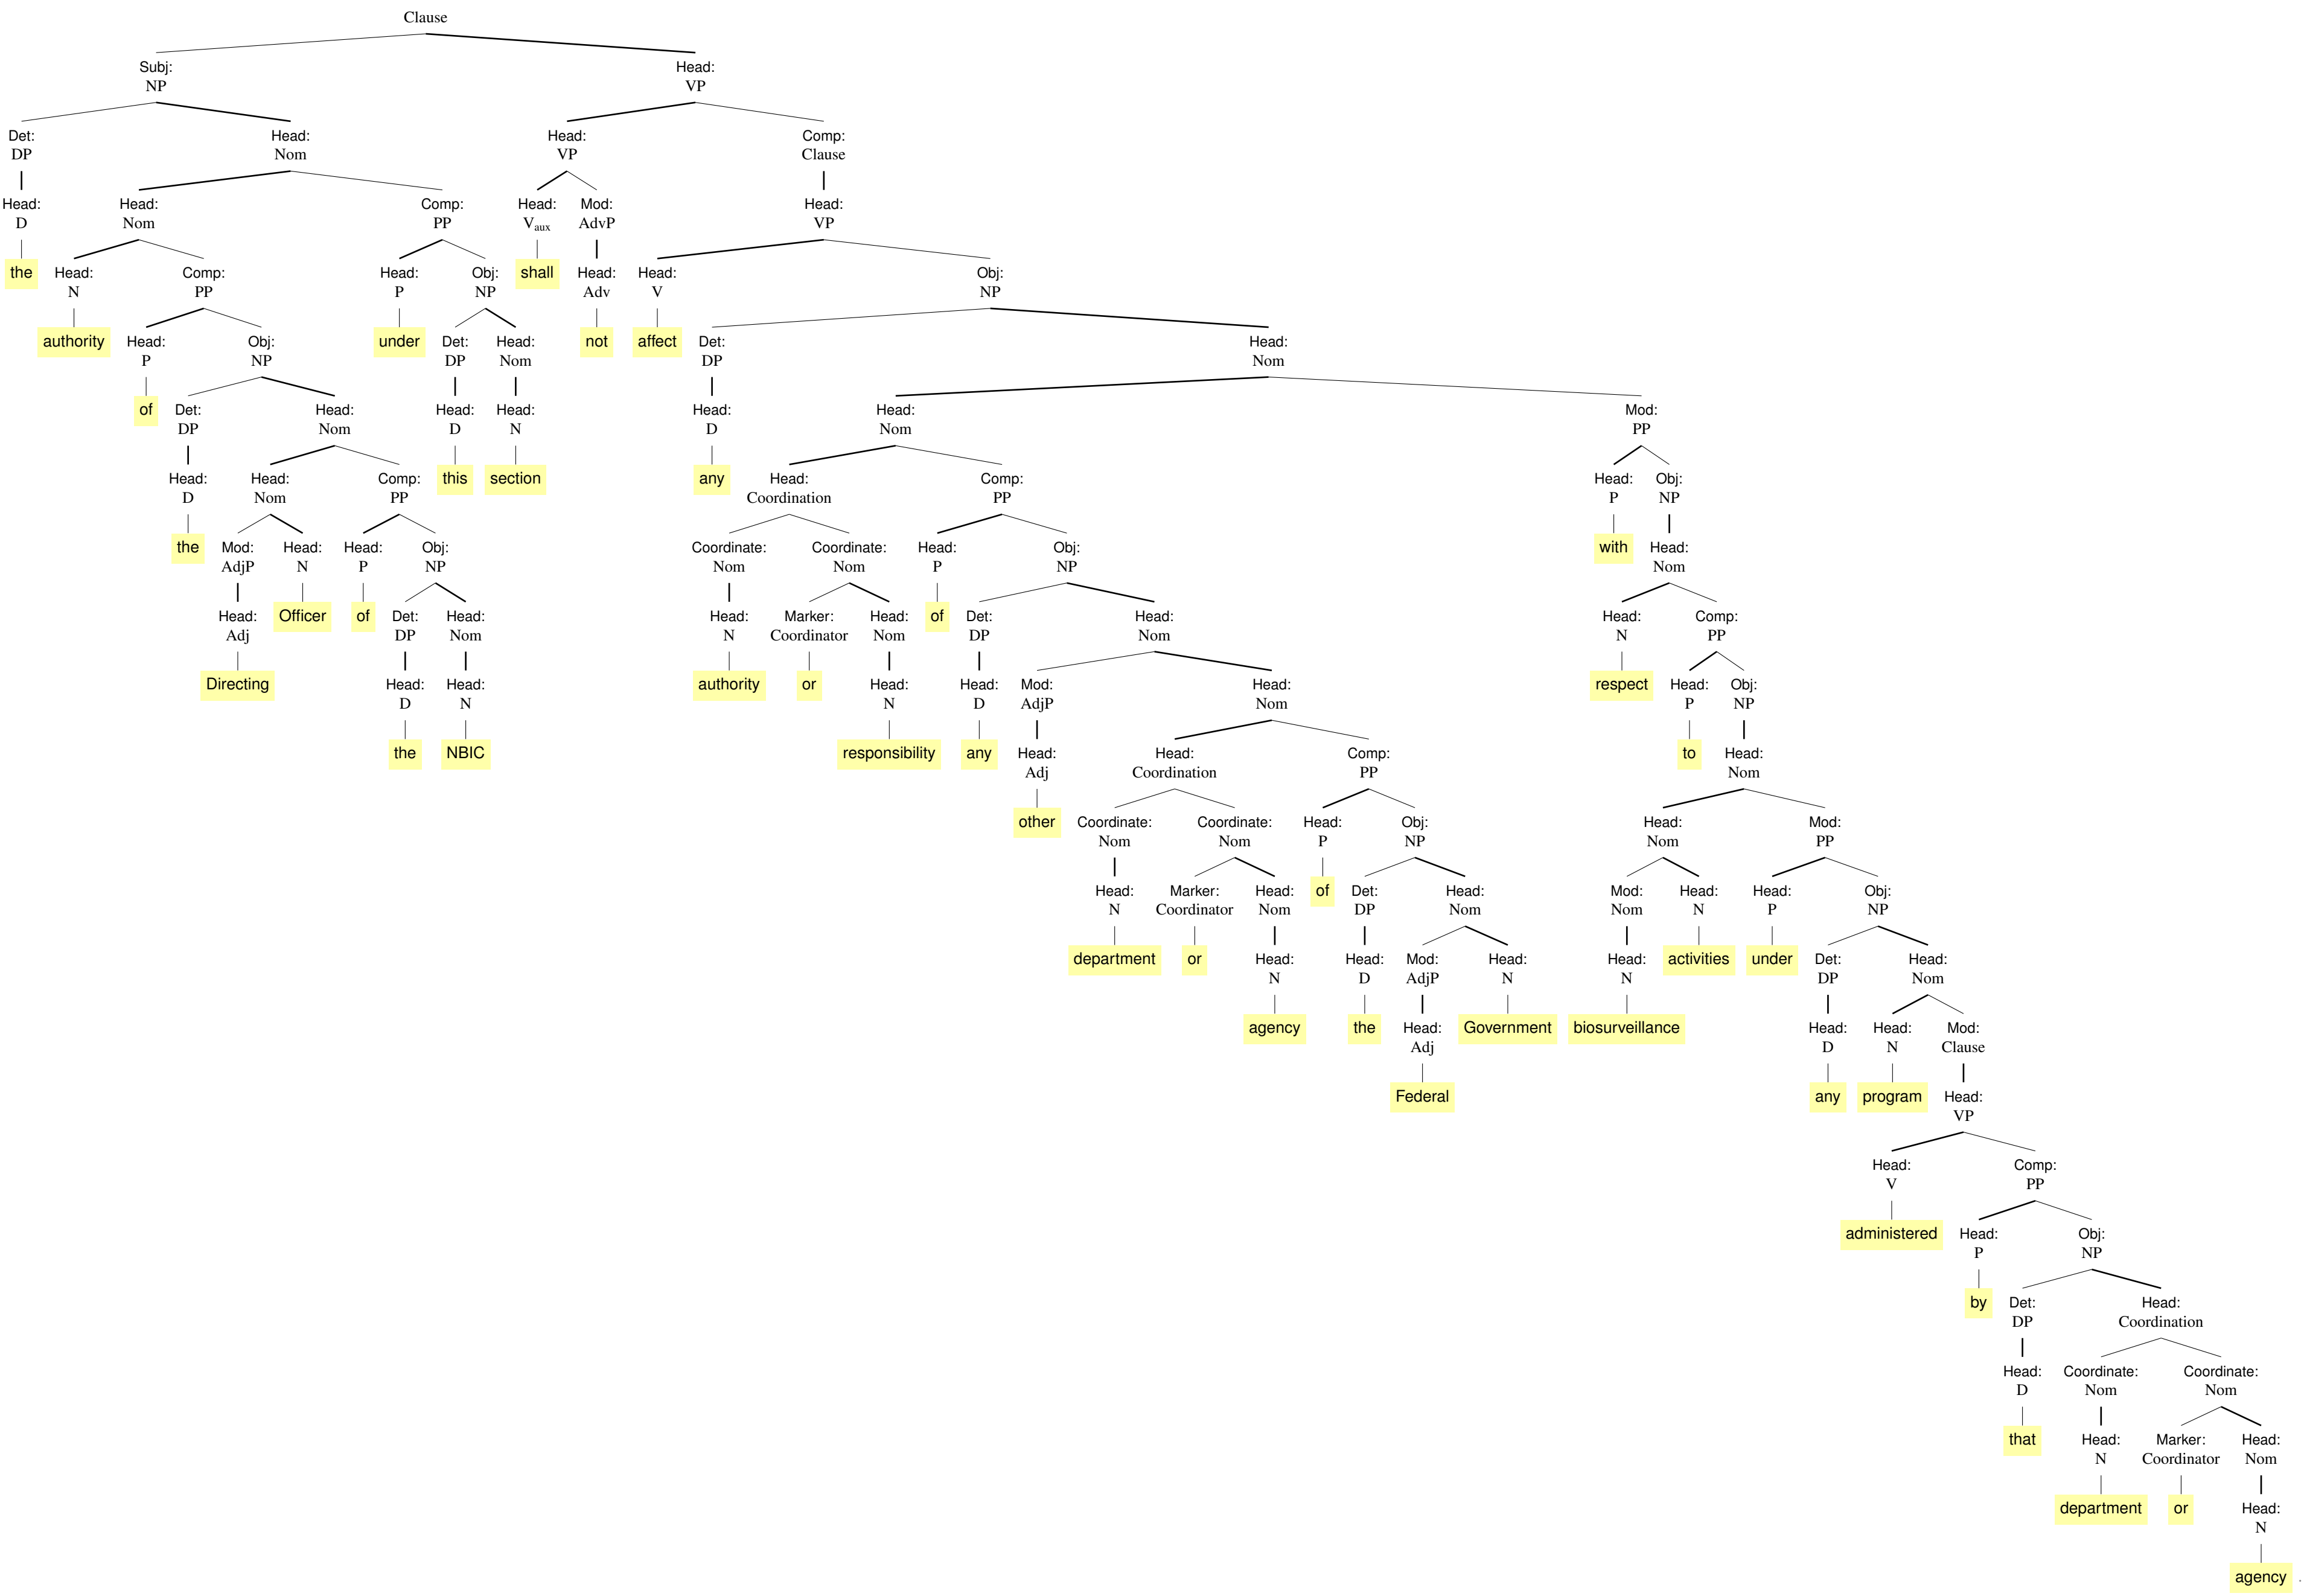 Clause
Subj: Head:
NP VP
Det: Head: Head: Comp:
DP Nom VP Clause
Head: Head: Comp: Head: Mod: Head:
D Nom PP Vaux AdvP VP
the Head: Comp: Head: Obj: shall Head: Head: Obj:
N PP P NP Adv V NP
authority Head: Obj: under Det: Head: not affect Det: Head:
P NP DP Nom DP Nom
of Det: Head: Head: Head: Head: Head: Mod:
DP Nom D N D Nom PP
Head: Head: Comp: this section any Head: Comp: Head: Obj:
D Nom PP Coordination PP P NP
the Mod: Head: Head: Obj: Coordinate: Coordinate: Head: Obj: with Head:
AdjP N P NP Nom Nom P NP Nom
Head: Officer of Det: Head: Head: Marker: Head: of Det: Head: Head: Comp:
Adj DP Nom N Coordinator Nom DP Nom N PP
Directing Head: Head: authority or Head: Head: Mod: Head: respect Head: Obj:
D N N D AdjP Nom P NP
the NBIC responsibility any Head: Head: Comp: to Head:
Adj Coordination PP Nom
other Coordinate: Coordinate: Head: Obj: Head: Mod:
Nom Nom P NP Nom PP
Head: Marker: Head: of Det: Head: Mod: Head: Head: Obj:
N Coordinator Nom DP Nom Nom N P NP
department or Head: Head: Mod: Head: Head: activities under Det: Head:
N D AdjP N N DP Nom
agency the Head: Government biosurveillance Head: Head: Mod:
Adj D N Clause
Federal any program Head:
VP
Head: Comp:
V PP
administered Head: Obj:
P NP
by Det: Head:
DP Coordination
Head: Coordinate: Coordinate:
D Nom Nom
that Head: Marker: Head:
N Coordinator Nom
department or Head:
N
agency .